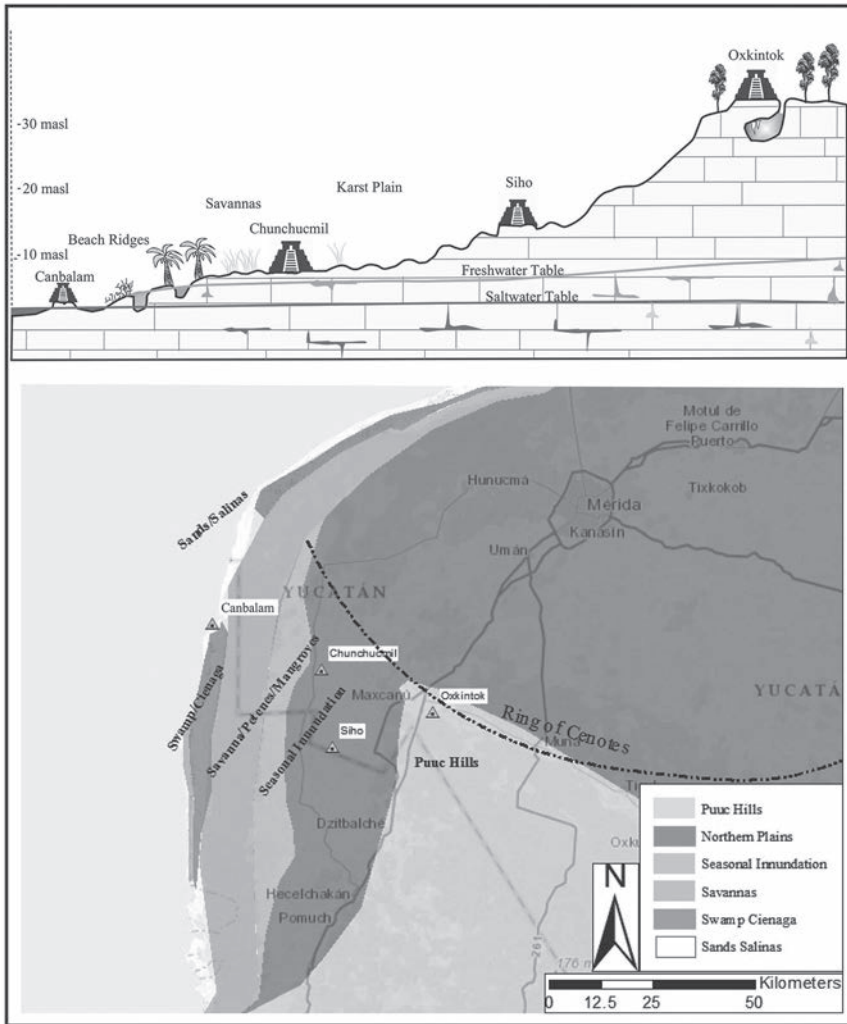 Oxkintok
-30 masl
-20 masl
Savannas
Karst Plain
Siho
Beach Ridges
Chunchucmil
-10 masl
Canbalam
Freshwater Table
Saltwater Table
Motul de
Felipe Carrillo
Puerto
Hunucmá
Tixkokob
Mérida
Kanasín
Sands/Salinas
Umán
YUCATÁN
Canbalam
Chunchucmil
Swamp/Cienaga
Savanna/Petenes/Mangroves
Seasonal Innundation
Maxcanú
Oxkintok
YUCATÁ
Ring of Cenotes
Siho
Muna
Puuc Hills
Dzitbalché
Hecelchakán
Pomuch
261
176 m
Puuc Hills
Northern Plains
Seasonal Innundation
Savannas
Swamp Cienaga
Sands Salinas
N
Kilometers
0 12.5 25 50